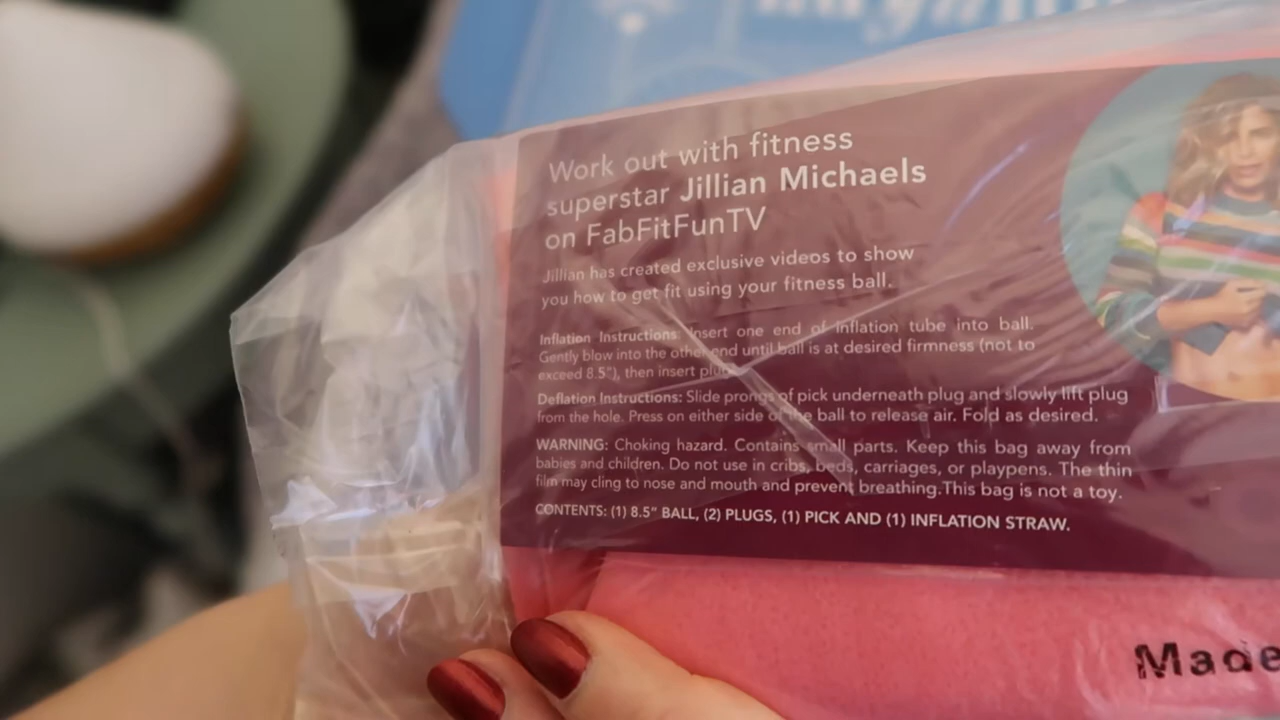 Work out with fitness
superstar Jillian Michaels
on FabFitFunTV
Jillian has created exclusive videos to show
you how to get fit using your fitness ball.
Inflation Instructions: Insert one end of Inflation tube into ball.
Gently blow into the other end until ball is at desired firmness (not to
exceed 8.5"), then insert plug.
Deflation Instructions: Slide prongs of pick underneath plug and slowly lift plug
from the hole. Press on either side of the ball to release air. Fold as desired.
WARNING: Choking hazard. Contains small parts. Keep this bag away from
babies and children. Do not use in cribs, beds, carriages, or playpens. The thin
film may cling to nose and mouth and prevent breathing.This bag is not a toy.
CONTENTS: (1) 8.5" BALL, (2) PLUGS, (1) PICK AND (1) INFLATION STRAW.
Made